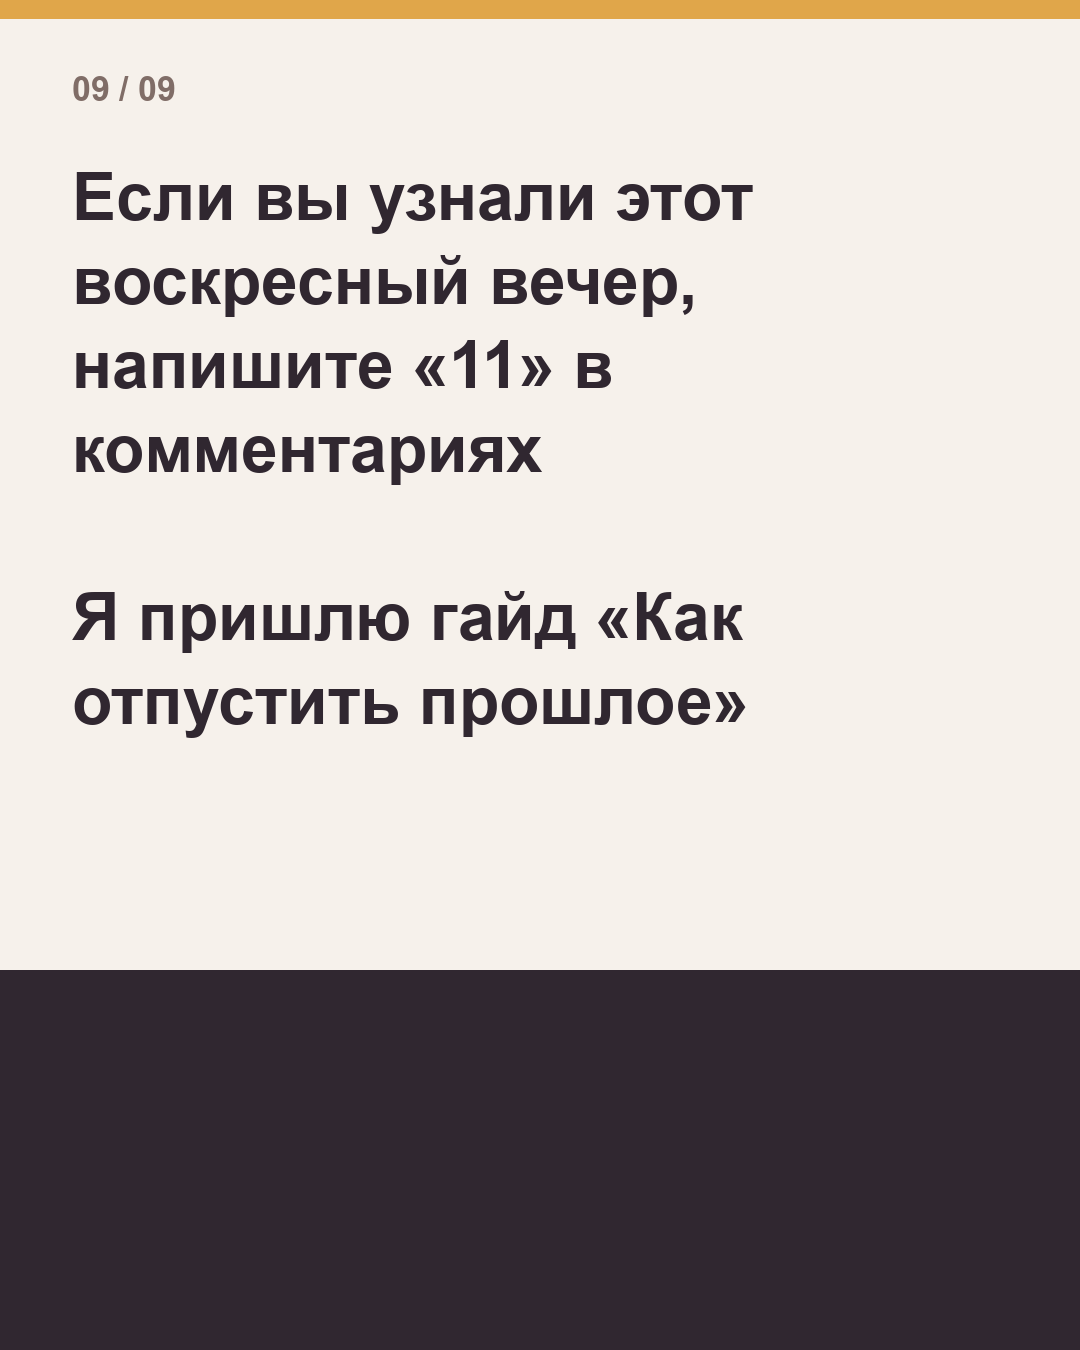 09 / 09
Если вы узнали этот
воскресный вечер,
напишите «11» в
комментариях
Я пришлю гайд «Как
отпустить прошлое»